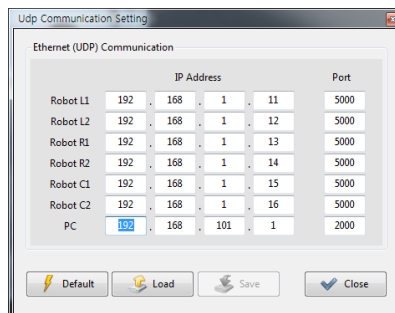 Udp Communication Setting
Ethernet (UDP) Communication
IP Address Port
Robot L1 192 . 168 . 1 . 11 5000
Robot L2 192 . 168 . 1 . 12 5000
Robot R1 192 . 168 . 1 . 13 5000
Robot R2 192 . 168 . 1 . 14 5000
Robot C1 192 . 168 . 1 . 15 5000
Robot C2 192 . 168 . 1 . 16 5000
PC 192 . 168 . 101 . 1 2000
Default Load Save Close